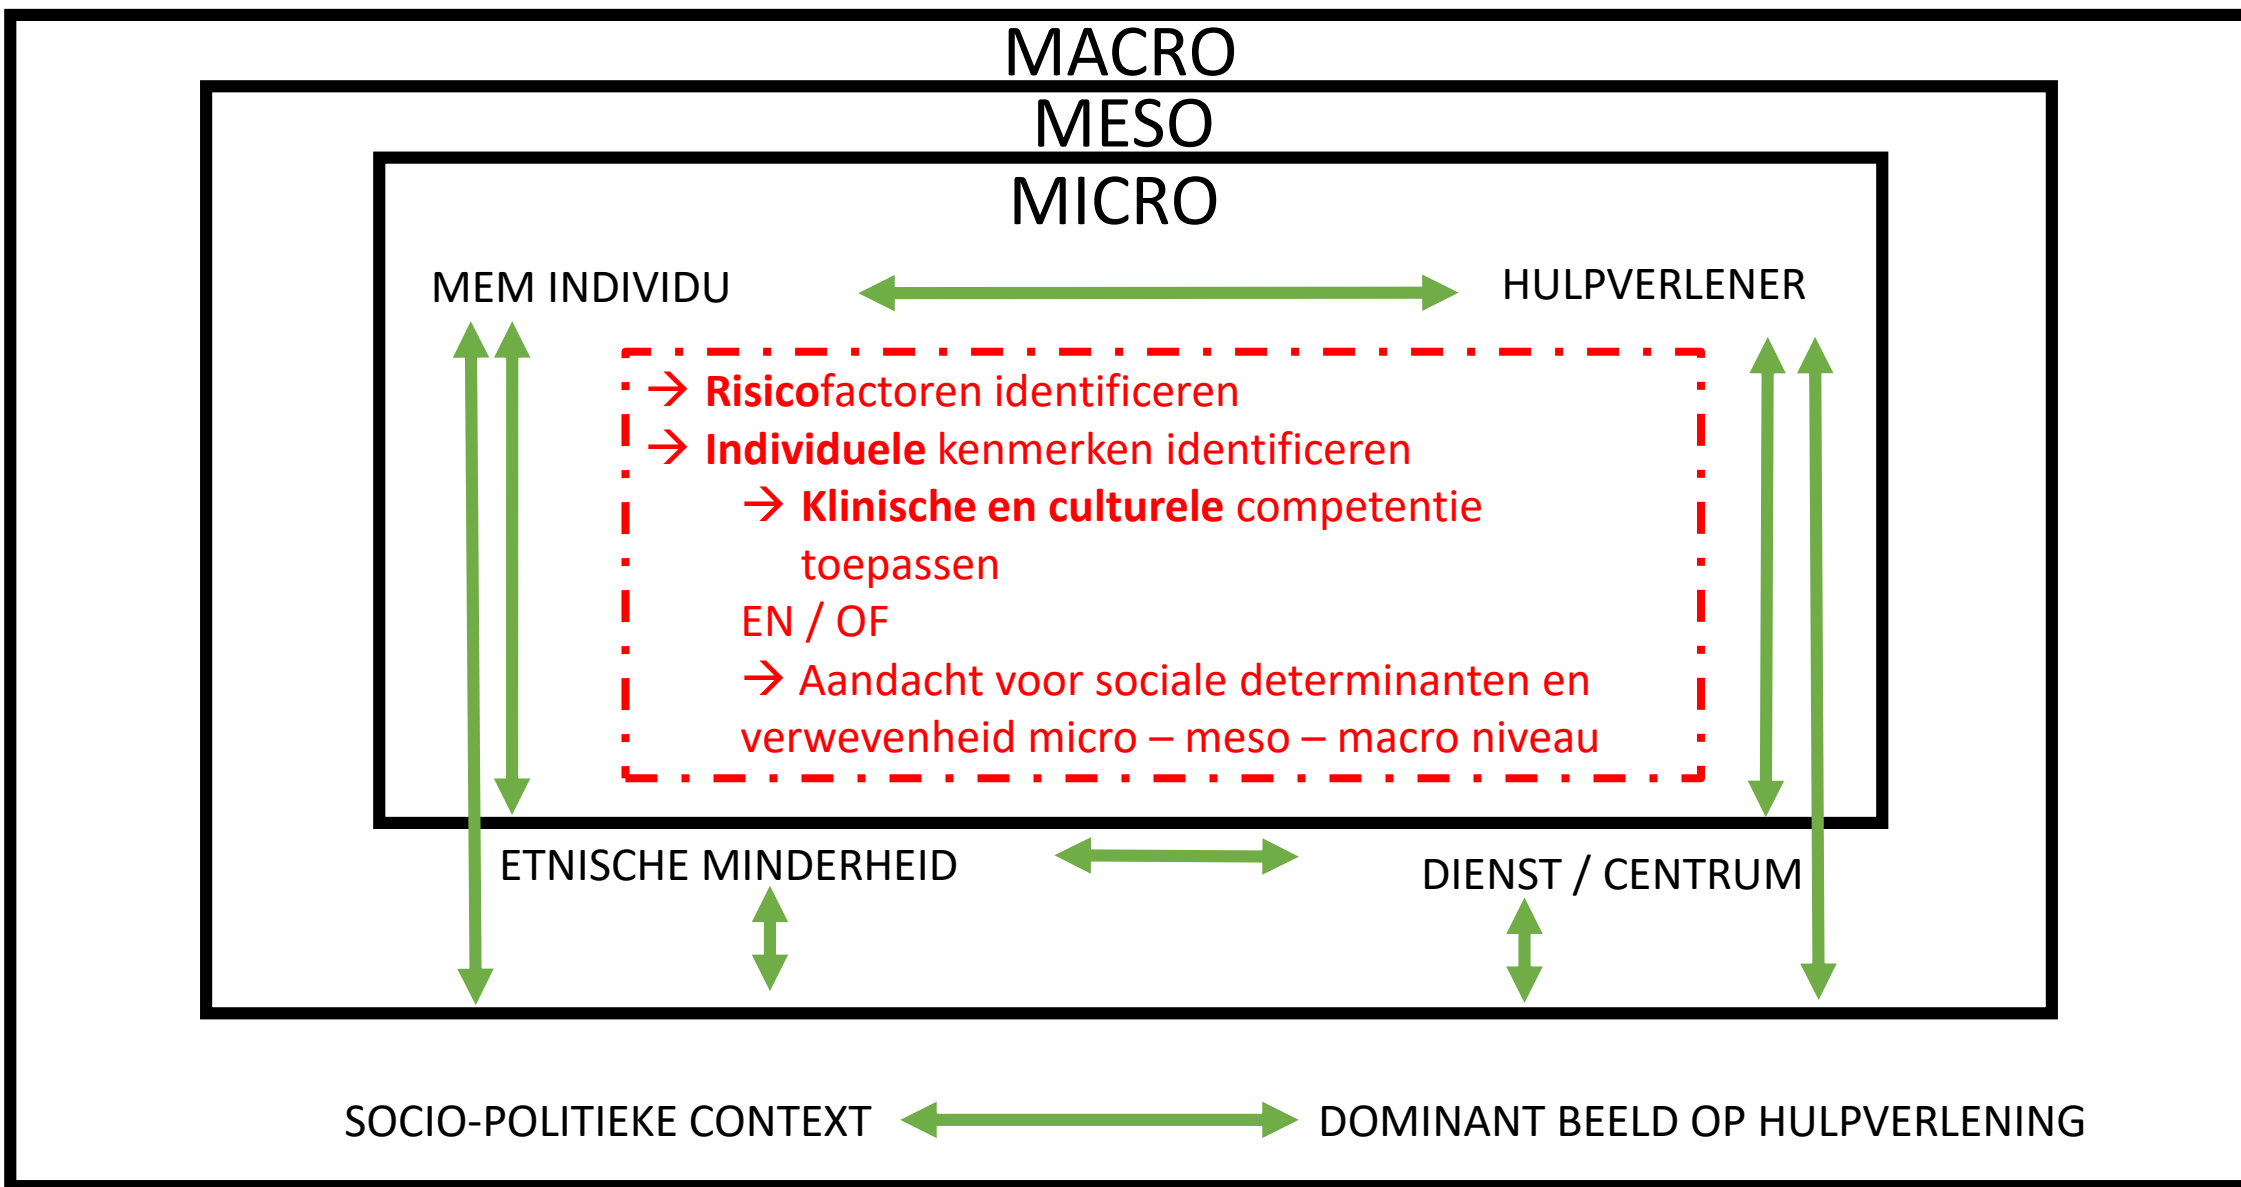 MACRO
MESO
MICRO
MEM INDIVIDU
HULPVERLENER
→ Risicofactoren identificeren
→ Individuele kenmerken identificeren
→ Klinische en culturele competentie
toepassen
EN / OF
→ Aandacht voor sociale determinanten en
verwevenheid micro – meso – macro niveau
ETNISCHE MINDERHEID
DIENST / CENTRUM
SOCIO-POLITIEKE CONTEXT
DOMINANT BEELD OP HULPVERLENING